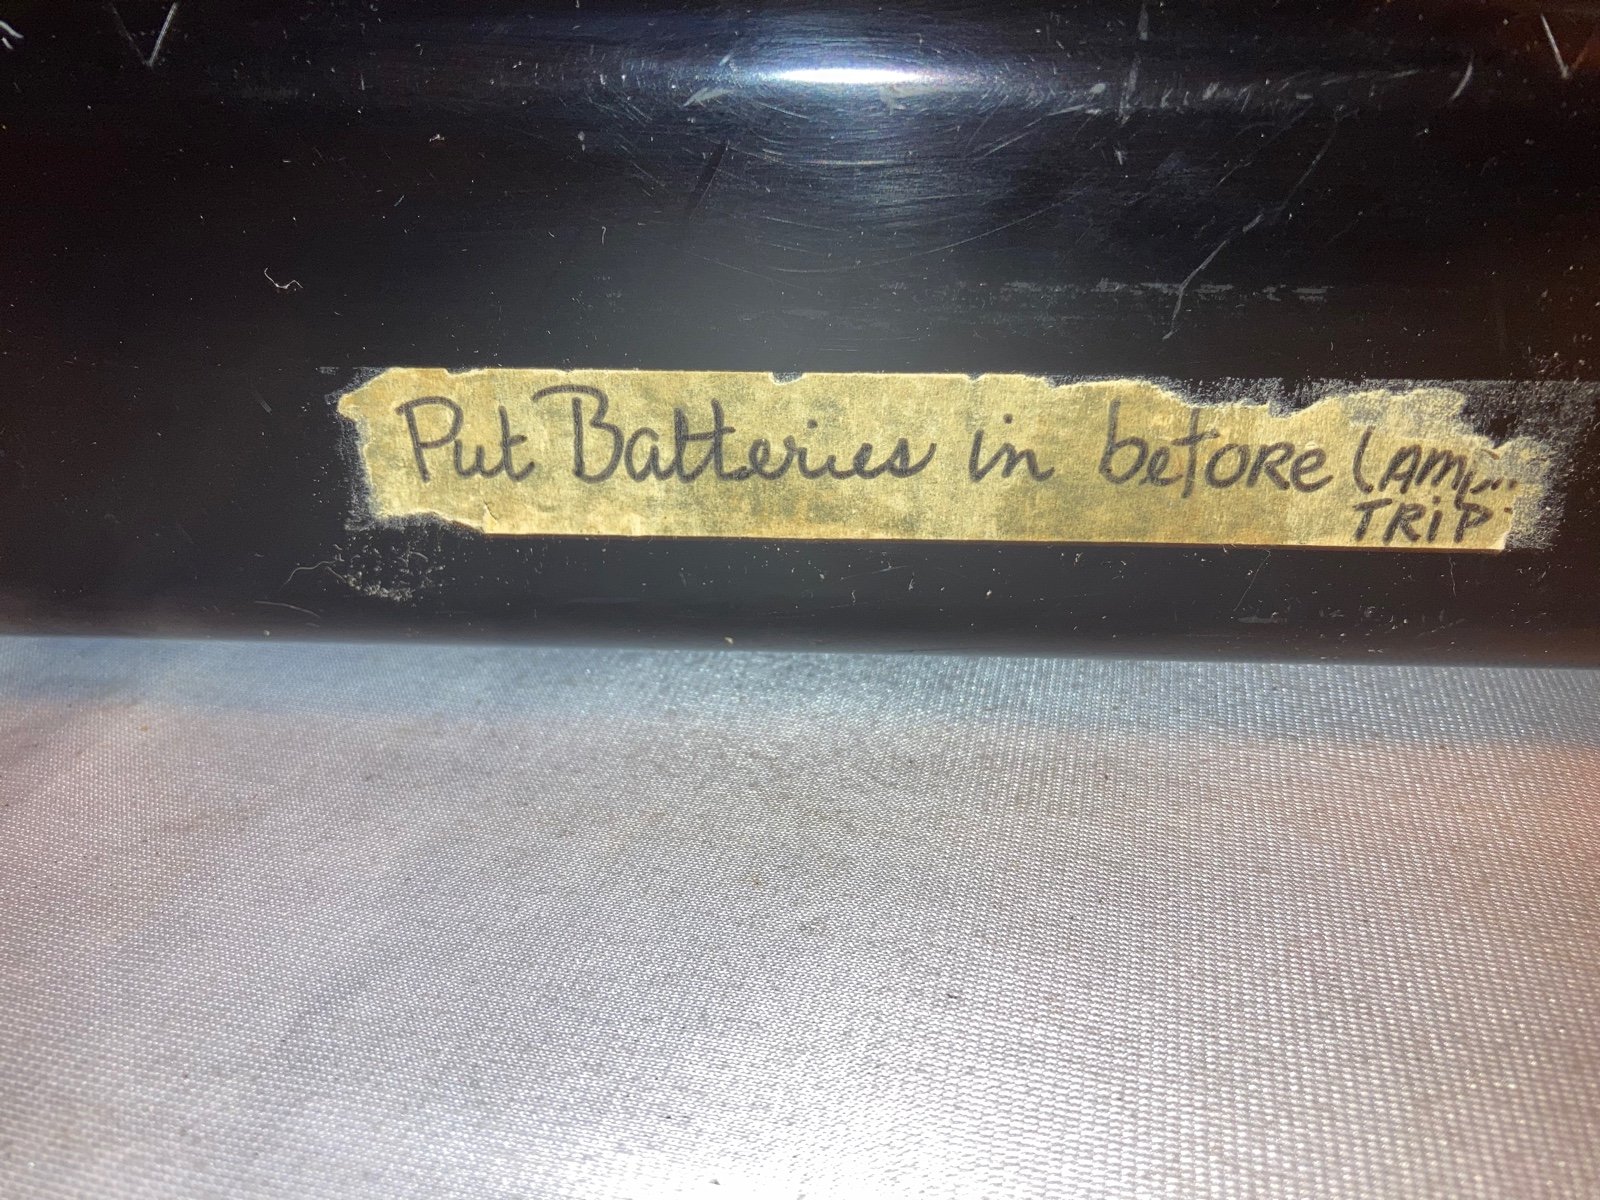 Put Batteries in before CAMP
TRiP